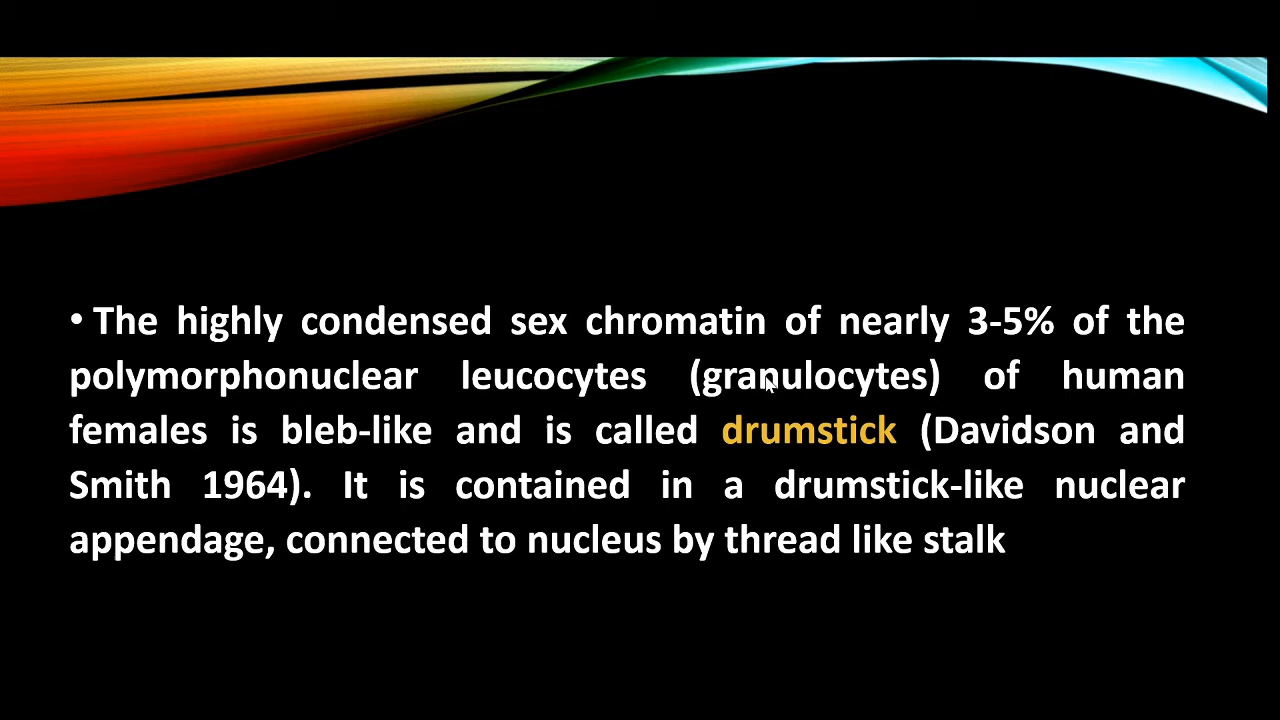 • The highly condensed sex chromatin of nearly 3-5% of the
polymorphonuclear leucocytes (granulocytes) of human
females is bleb-like and is called drumstick (Davidson and
Smith 1964). It is contained in a drumstick-like nuclear
appendage, connected to nucleus by thread like stalk